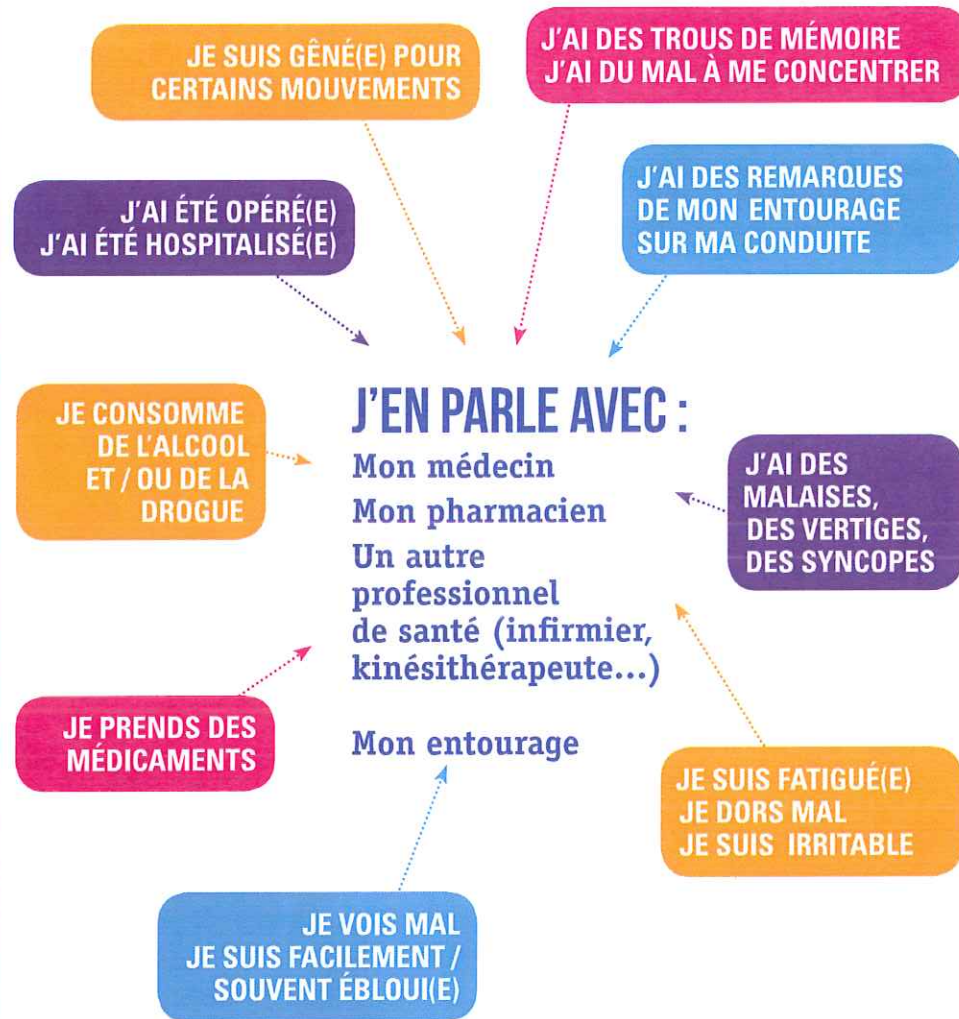 JE SUIS GÊNÉ(E) POUR
CERTAINS MOUVEMENTS
J'AI DES TROUS DE MÉMOIRE
J'AI DU MAL À ME CONCENTRER
J'AI ÉTÉ OPÉRÉ(E)
J'AI ÉTÉ HOSPITALISÉ(E)
J'AI DES REMARQUES
DE MON ENTOURAGE
SUR MA CONDUITE
JE CONSOMME
DE L'ALCOOL
ET / OU DE LA
DROGUE
J'EN PARLE AVEC :
Mon médecin
Mon pharmacien
Un autre
professionnel
de santé (infirmier,
kinésithérapeute...)
Mon entourage
J'AI DES
MALAISES,
DES VERTIGES,
DES SYNCOPES
JE PRENDS DES
MÉDICAMENTS
JE SUIS FATIGUÉ(E)
JE DORS MAL
JE SUIS IRRITABLE
JE VOIS MAL
JE SUIS FACILEMENT /
SOUVENT ÉBLOUI(E)